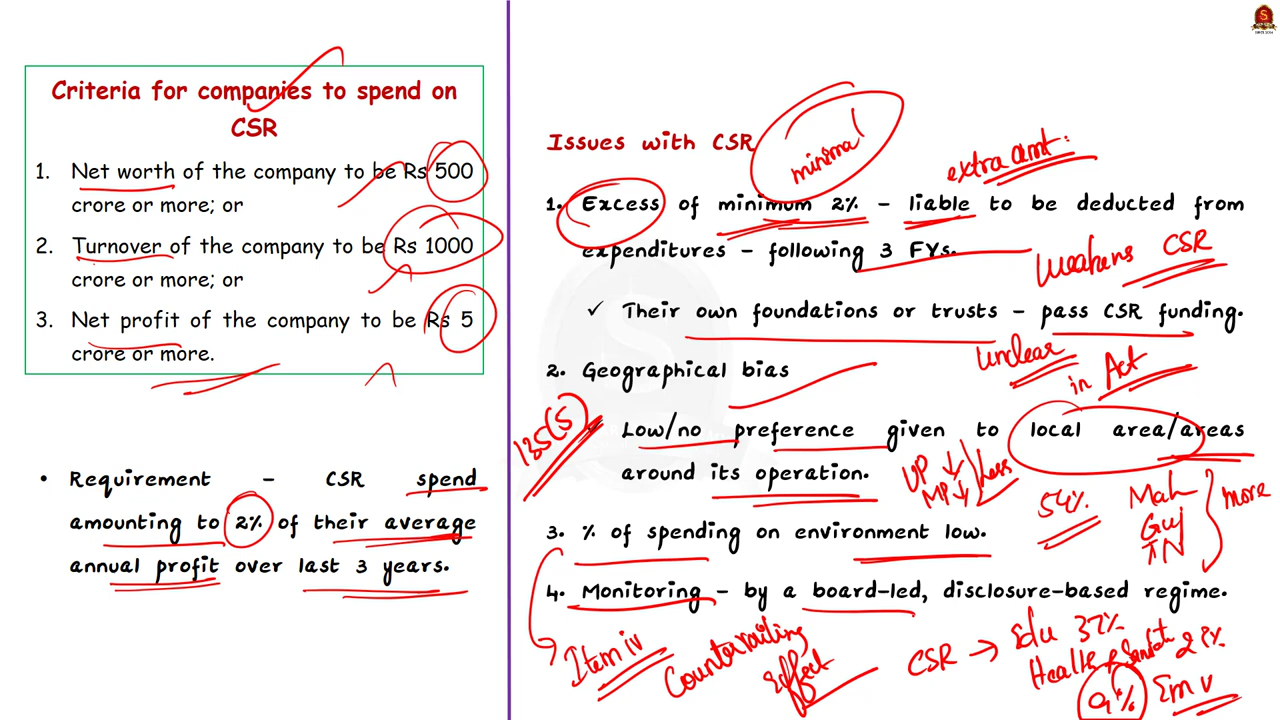 Criteria for companies to spend on
CSR
1. Net worth of the company to be Rs 500
crore or more; or
2. Turnover of the company to be Rs 1000
crore or more; or
3. Net profit of the company to be Rs 5
crore or more.
• Requirement - CSR spend
amounting to 2% of their average
annual profit over last 3 years.
Issues with CSR
minimal
extra amt:
1. Excess of minimum 2% - liable to be deducted from
expenditures - following 3 FYs.
Weakens CSR
✓ Their own foundations or trusts - pass CSR funding.
unclear
in Act
2. Geographical bias
135(5)
Low/no preference given to local area/areas
around its operation.
UP ↓
MP ↓
less
54%
Mah
Guj
TN
more
3. % of spending on environment low.
4. Monitoring - by a board-led, disclosure-based regime.
Item iv
Countervailing
Effect
CSR → Edu 37%
Health & Sanitatn
9% Env